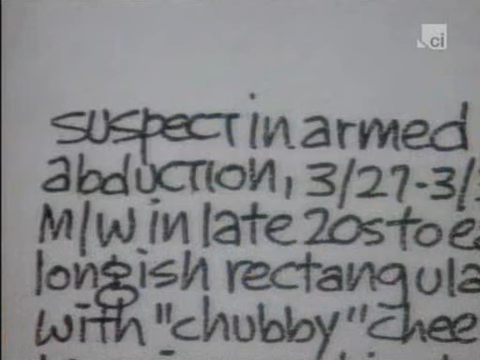 ci
suspect in armed
abduction, 3/27-3/
M/W in late 20s to e
longish rectangula
with "chubby" chee